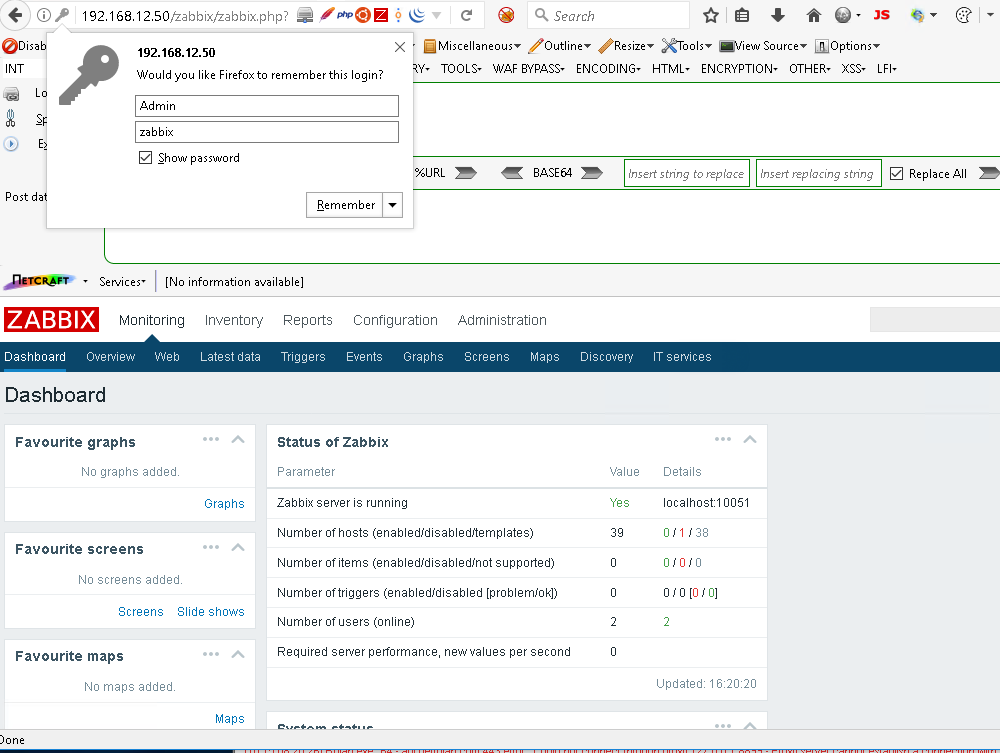 192.168.12.50/zabbix/zabbix.php?
php
Search
JS
Disab
Miscellaneous
Outline
Resize
Tools
View Source
Options
INT
RY
TOOLS
WAF BYPASS
ENCODING
HTML
ENCRYPTION
OTHER
XSS
LFI
192.168.12.50
Would you like Firefox to remember this login?
Admin
zabbix
Show password
Remember
Lo
Sp
Ex
%URL
BASE64
Insert string to replace
Insert replacing string
Replace All
Post dat
NETCRAFT
Services
[No information available]
ZABBIX
Monitoring
Inventory
Reports
Configuration
Administration
Dashboard
Overview
Web
Latest data
Triggers
Events
Graphs
Screens
Maps
Discovery
IT services
Dashboard
Favourite graphs
No graphs added.
Graphs
Favourite screens
No screens added.
Screens Slide shows
Favourite maps
No maps added.
Maps
Status of Zabbix
Parameter Value Details
Zabbix server is running Yes localhost:10051
Number of hosts (enabled/disabled/templates) 39 0 / 1 / 38
Number of items (enabled/disabled/not supported) 0 0 / 0 / 0
Number of triggers (enabled/disabled [problem/ok]) 0 0 / 0 [0 / 0]
Number of users (online) 2 2
Required server performance, new values per second 0
Updated: 16:20:20
System status
Done